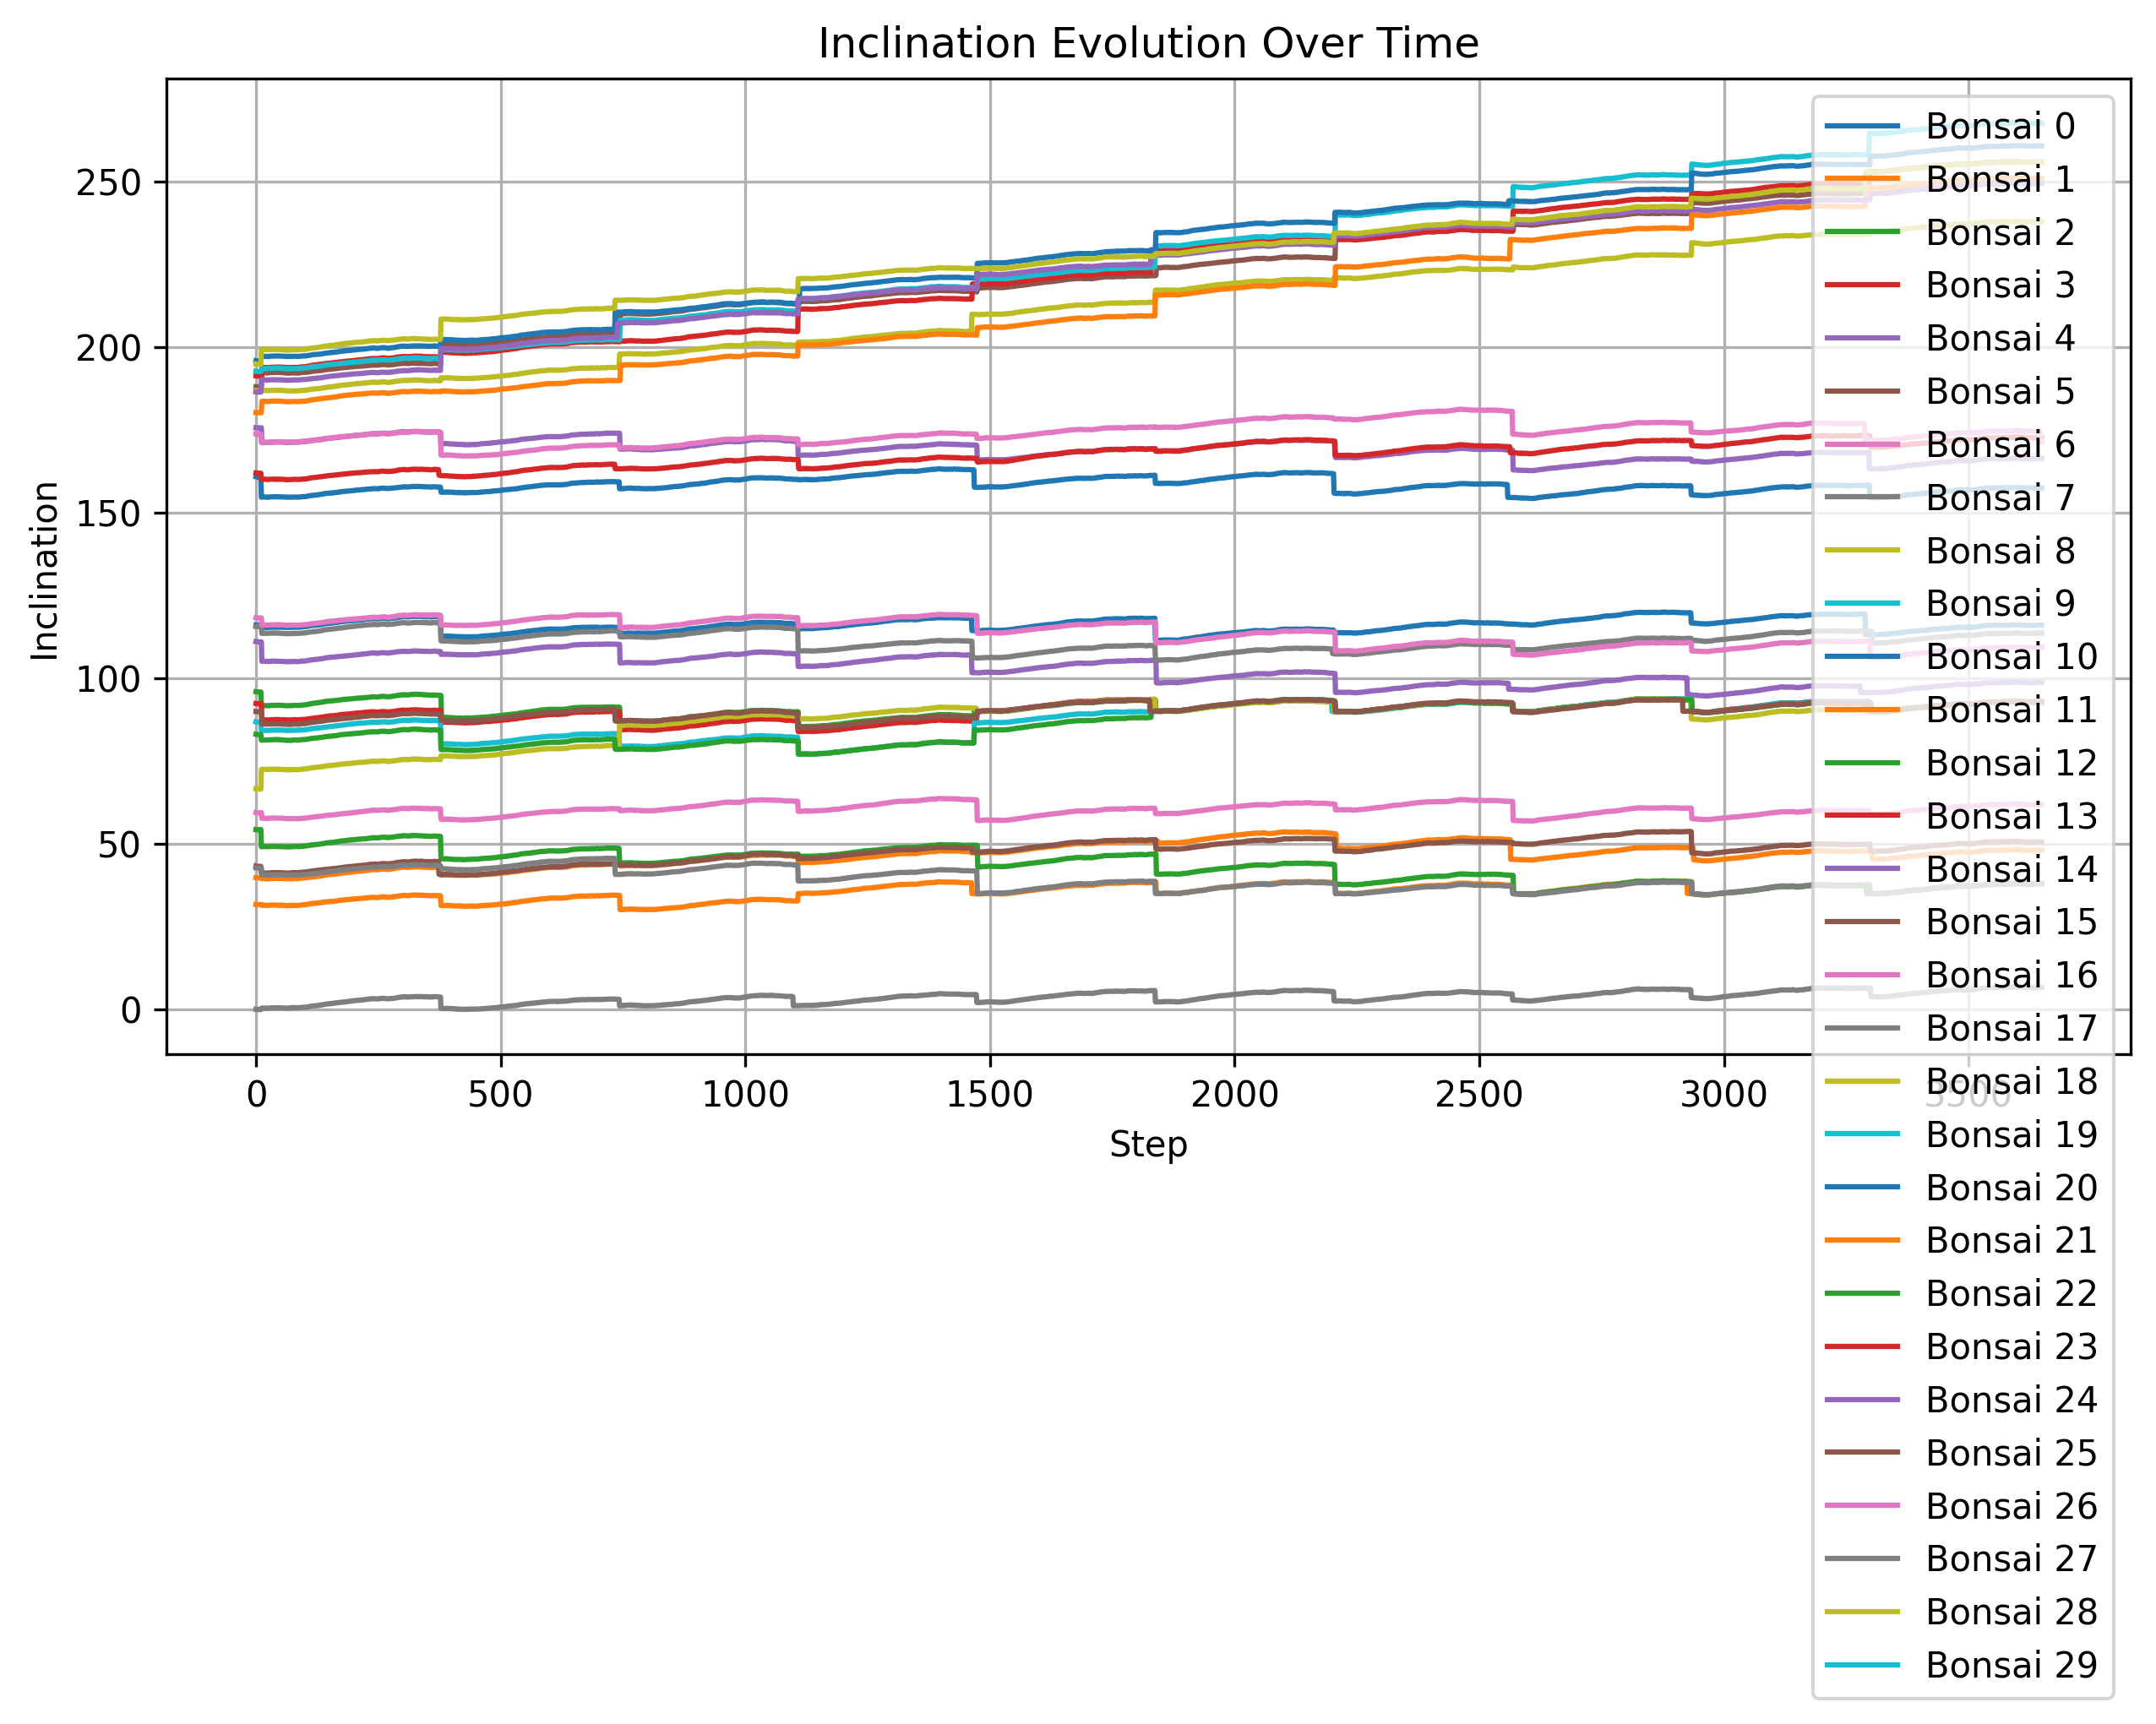 Inclination Evolution Over Time
Inclination
250
200
150
100
50
0
0 500 1000 1500 2000 2500 3000 3500
Step
Bonsai 0
Bonsai 1
Bonsai 2
Bonsai 3
Bonsai 4
Bonsai 5
Bonsai 6
Bonsai 7
Bonsai 8
Bonsai 9
Bonsai 10
Bonsai 11
Bonsai 12
Bonsai 13
Bonsai 14
Bonsai 15
Bonsai 16
Bonsai 17
Bonsai 18
Bonsai 19
Bonsai 20
Bonsai 21
Bonsai 22
Bonsai 23
Bonsai 24
Bonsai 25
Bonsai 26
Bonsai 27
Bonsai 28
Bonsai 29